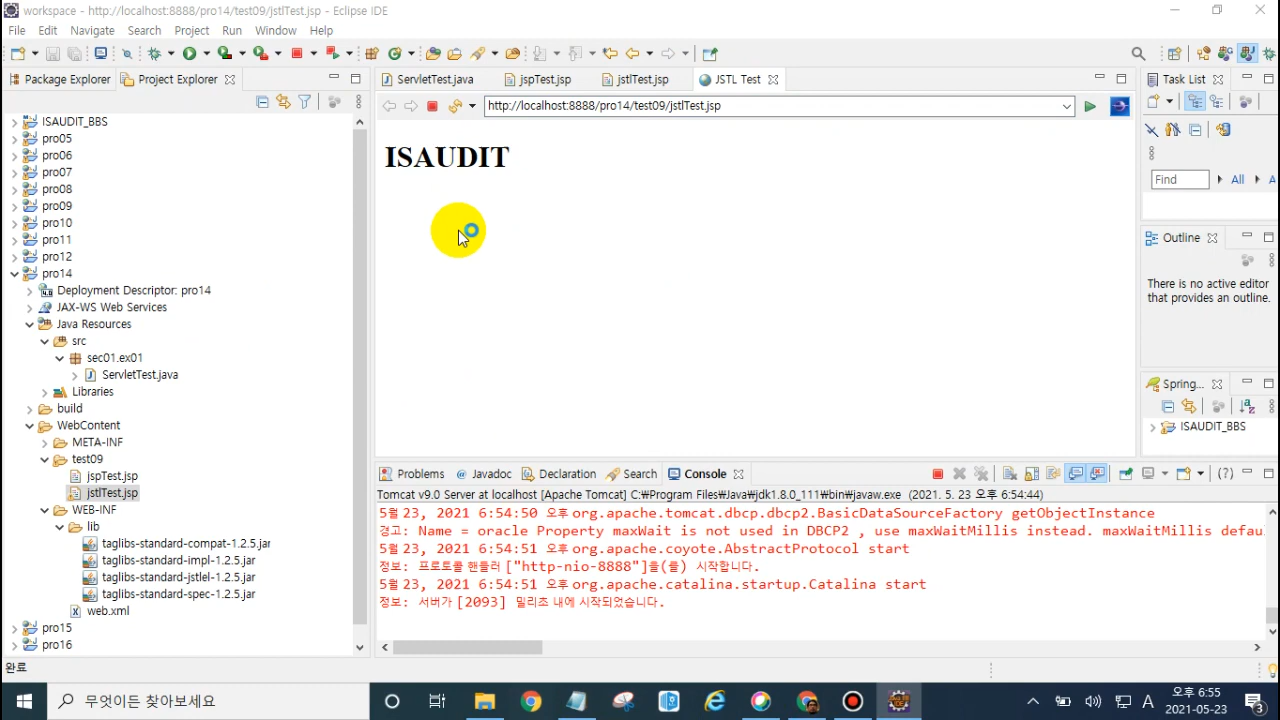 workspace - http://localhost:8888/pro14/test09/jstlTest.jsp - Eclipse IDE
File Edit Navigate Search Project Run Window Help
Package Explorer Project Explorer
ServletTest.java jspTest.jsp jstlTest.jsp JSTL Test
Task List
http://localhost:8888/pro14/test09/jstlTest.jsp
ISAUDIT_BBS
pro05
pro06
pro07
pro08
pro09
pro10
pro11
pro12
pro14
Deployment Descriptor: pro14
JAX-WS Web Services
Java Resources
src
sec01.ex01
ServletTest.java
Libraries
build
WebContent
META-INF
test09
jspTest.jsp
jstlTest.jsp
WEB-INF
lib
taglibs-standard-compat-1.2.5.jar
taglibs-standard-impl-1.2.5.jar
taglibs-standard-jstlel-1.2.5.jar
taglibs-standard-spec-1.2.5.jar
web.xml
pro15
pro16
ISAUDIT
Find All A
Outline
There is no active editor
that provides an outline.
Spring...
ISAUDIT_BBS
Problems Javadoc Declaration Search Console
Tomcat v9.0 Server at localhost [Apache Tomcat] C:₩Program Files₩Java₩jdk1.8.0_111₩bin₩javaw.exe (2021. 5. 23 오후 6:54:44)
5월 23, 2021 6:54:50 오후 org.apache.tomcat.dbcp.dbcp2.BasicDataSourceFactory getObjectInstance
경고: Name = oracle Property maxWait is not used in DBCP2 , use maxWaitMillis instead. maxWaitMillis defau
5월 23, 2021 6:54:51 오후 org.apache.coyote.AbstractProtocol start
정보: 프로토콜 핸들러 ["http-nio-8888"]을(를) 시작합니다.
5월 23, 2021 6:54:51 오후 org.apache.catalina.startup.Catalina start
정보: 서버가 [2093] 밀리초 내에 시작되었습니다.
완료
무엇이든 찾아보세요
A
오후 6:55
2021-05-23
3